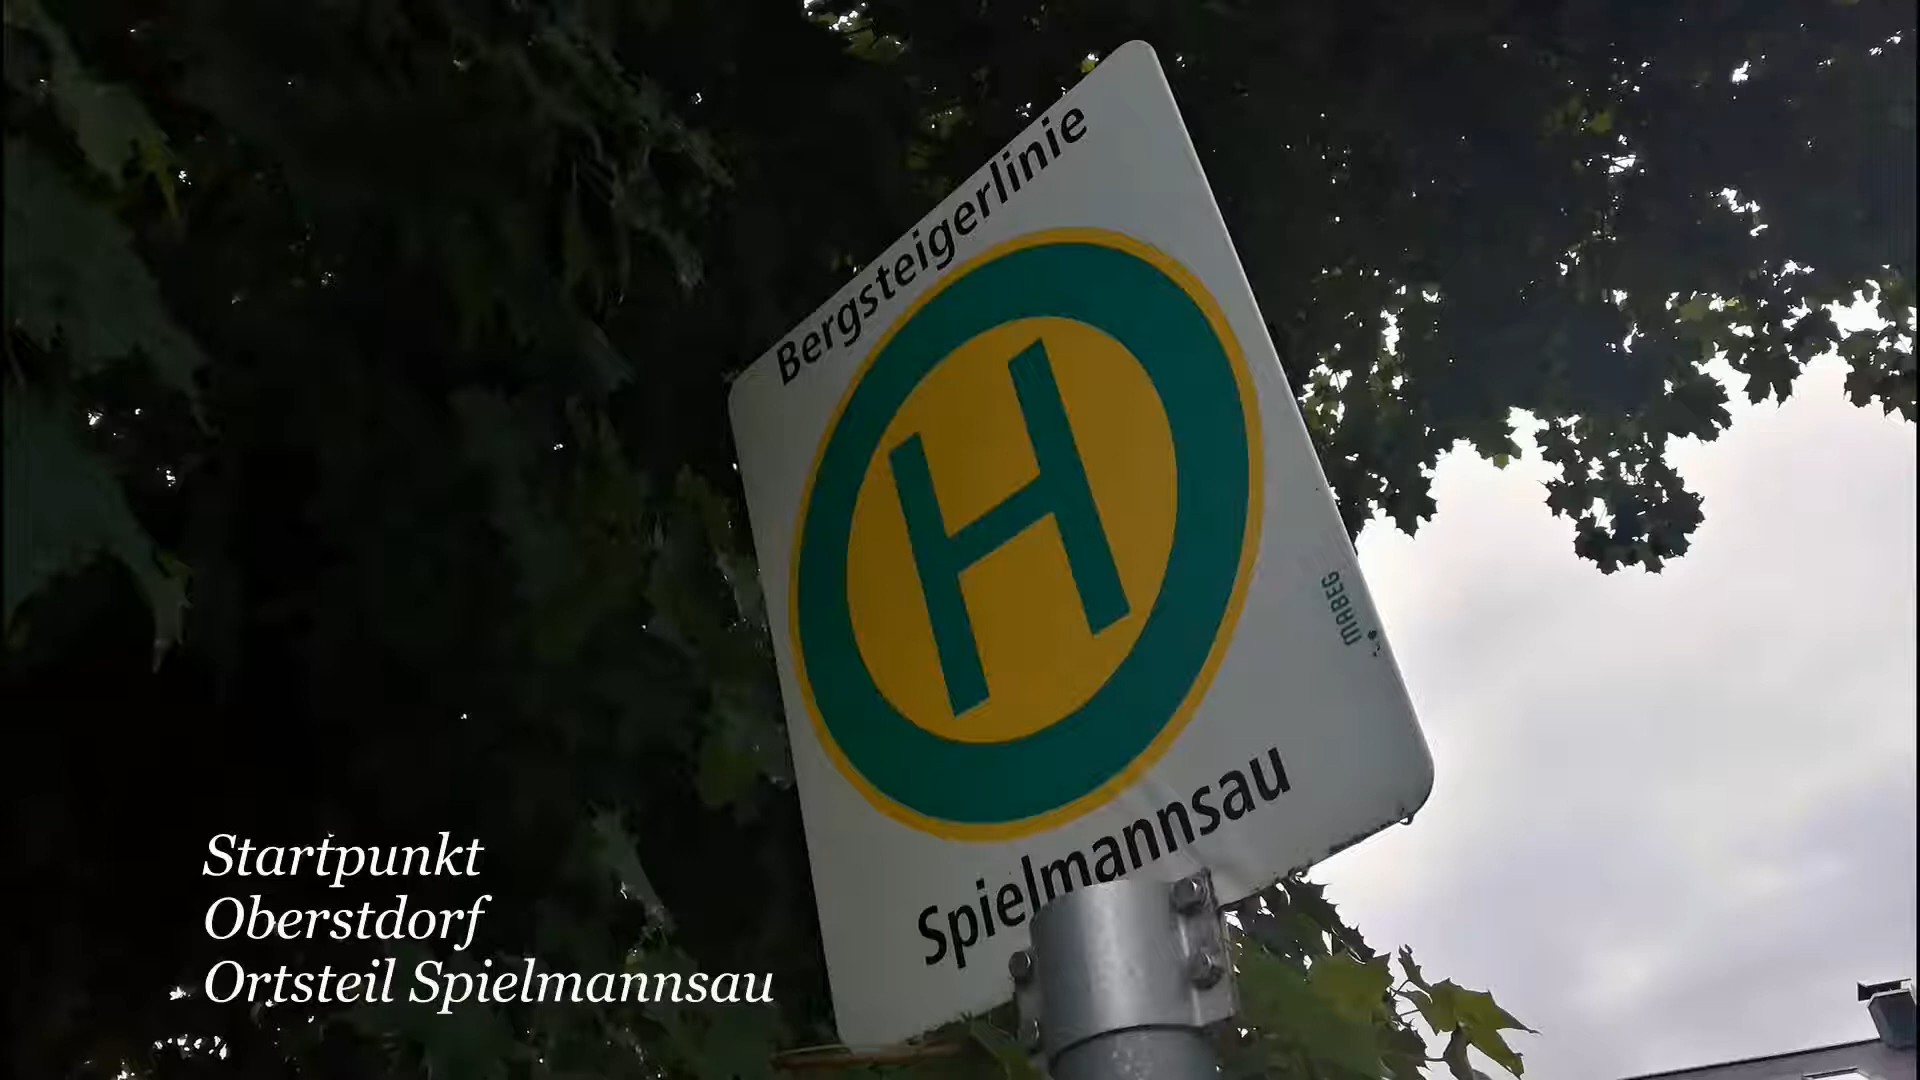 Bergsteigerlinie
H
MABEG
Spielmannsau
Startpunkt
Oberstdorf
Ortsteil Spielmannsau